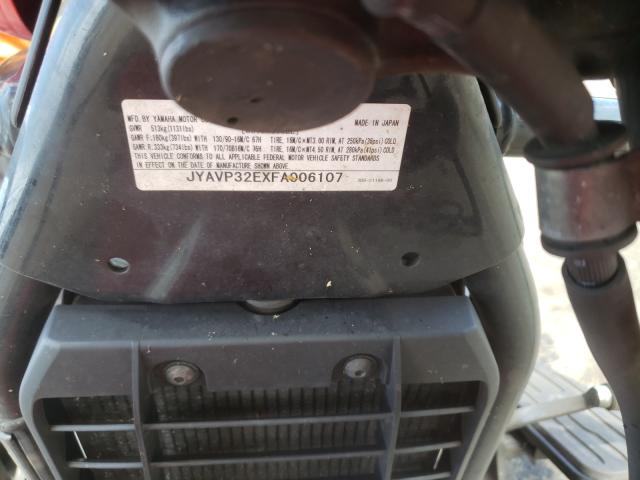 MFD. BY YAMAHA MOTOR
MADE IN JAPAN
GVWR 513kg(1131lbs)
GAWR F:180kg(397lbs)WITH 130/90-16M/C 67H TIRE, 16M/C×MT3.00 RIM, AT 250kPa(36psi)COLD
GAWR R:333kg(734lbs)WITH 170/70B16M/C 76H TIRE, 16M/C×MT4.50 RIM, AT 280kPa(41psi)COLD
THIS VEHICLE CONFORMS TO ALL APPLICABLE FEDERAL MOTOR VEHICLE SAFETY STANDARDS
IN EFFECT ON THE DATE OF MANUFACTURE SHOWN ABOVE.
JYAVP32EXFA006107